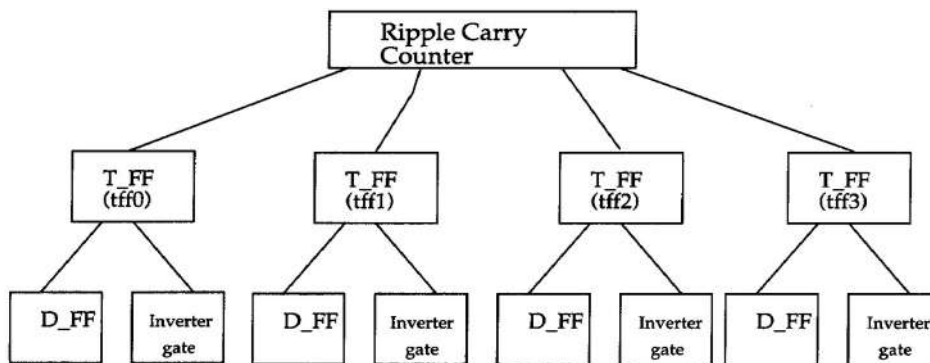 Ripple Carry
Counter
T_FF
(tff0)
T_FF
(tff1)
T_FF
(tff2)
T_FF
(tff3)
D_FF
Inverter
gate
D_FF
Inverter
gate
D_FF
Inverter
gate
D_FF
Inverter
gate